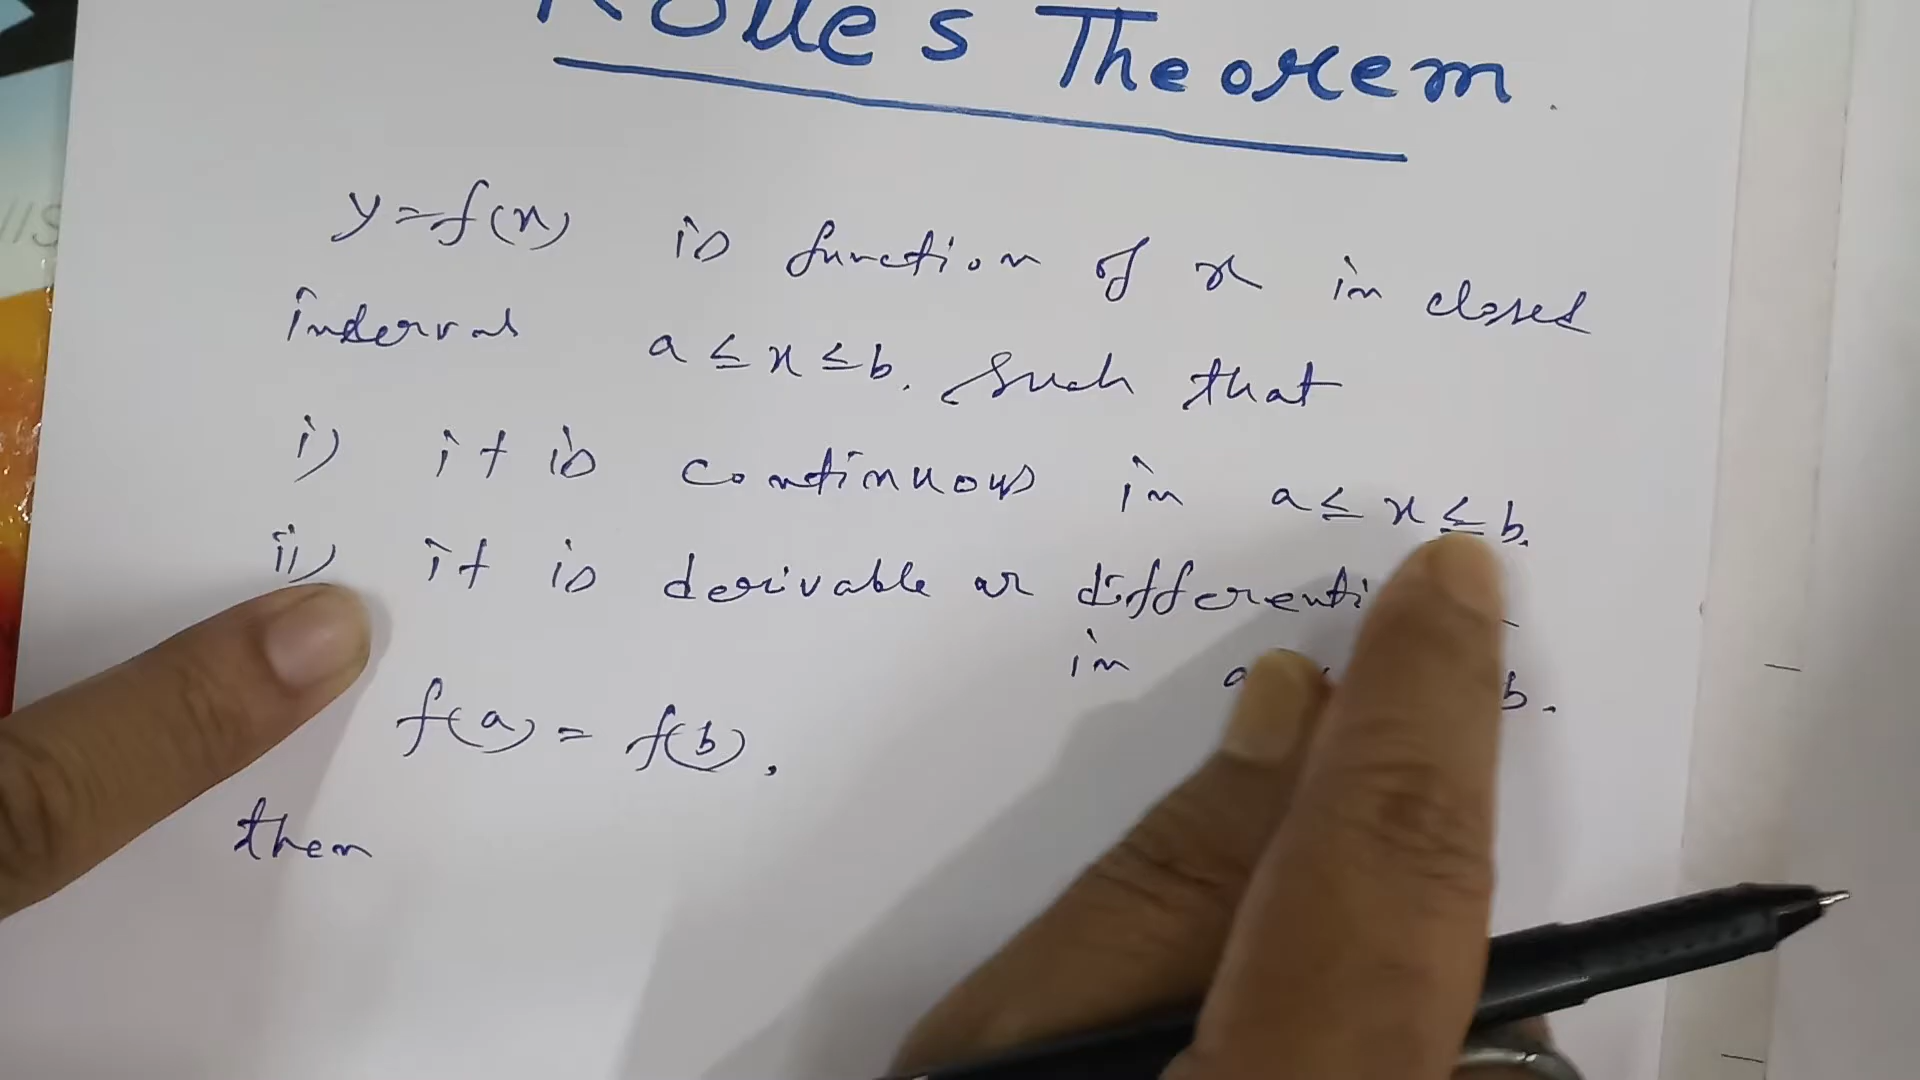 Rolle's Theorem.
y=f(x) is function of x in closed
interval a ≤ x ≤ b. Such that
i) it is continuous in a ≤ x ≤ b.
ii) it is derivable or
in a b.
f(a) = f(b).
then